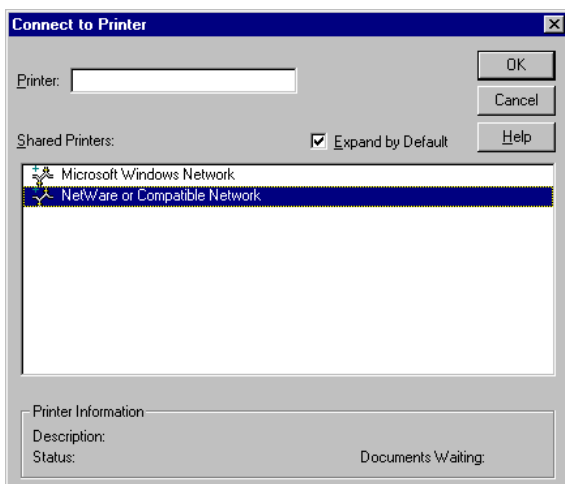 Connect to Printer
Printer:
OK
Cancel
Help
Shared Printers:
Expand by Default
Microsoft Windows Network
NetWare or Compatible Network
Printer Information
Description:
Status:
Documents Waiting: